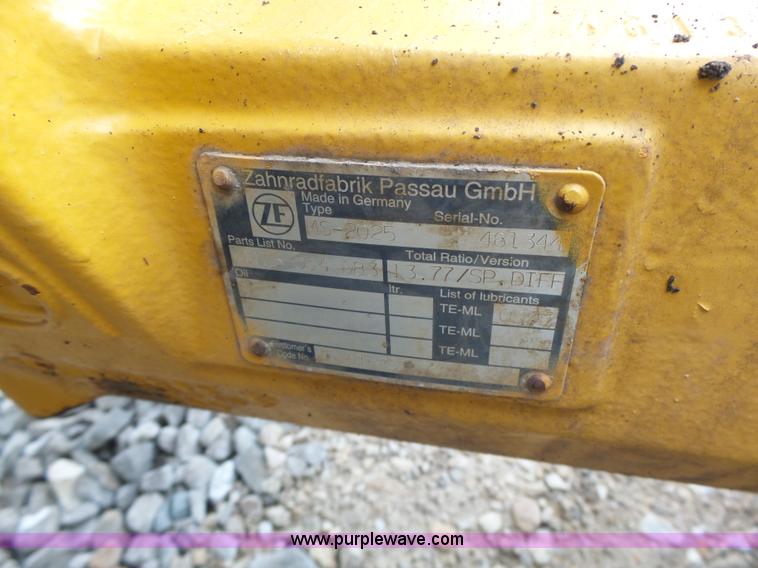 Zahnradfabrik Passau GmbH
ZF
Made in Germany
Type
Serial-No.
AS-2025
481344
Parts List No.
Total Ratio/Version
13.77/SP.DIFF
Oil
ltr.
List of lubricants
TE-ML
TE-ML
TE-ML
Customer's
Code No.
www.purplewave.com